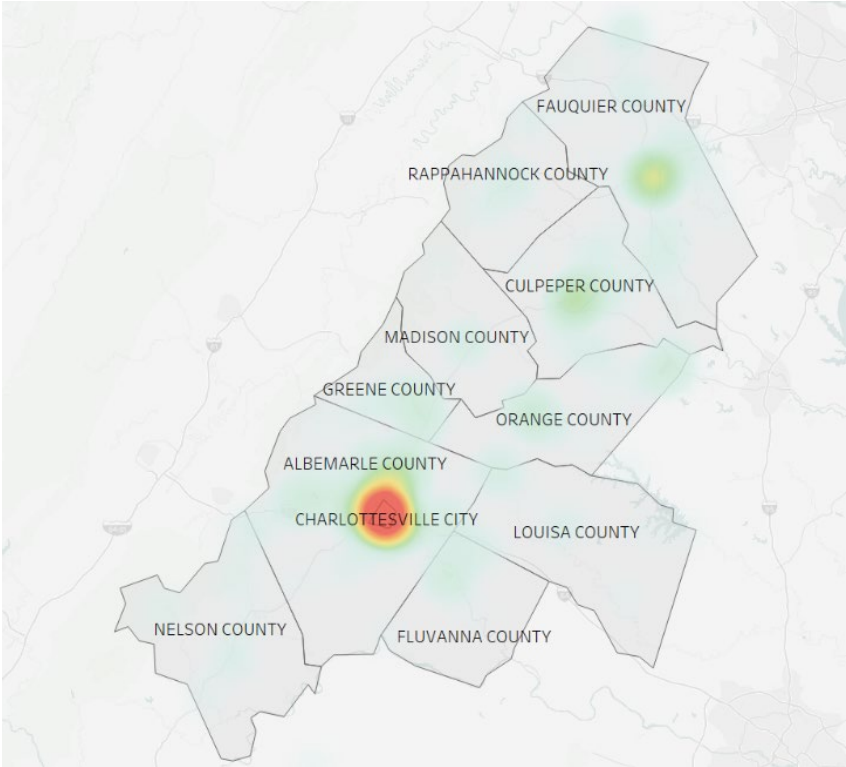 FAUQUIER COUNTY
RAPPAHANNOCK COUNTY
CULPEPER COUNTY
MADISON COUNTY
GREENE COUNTY
ORANGE COUNTY
ALBEMARLE COUNTY
CHARLOTTESVILLE CITY
LOUISA COUNTY
NELSON COUNTY
FLUVANNA COUNTY